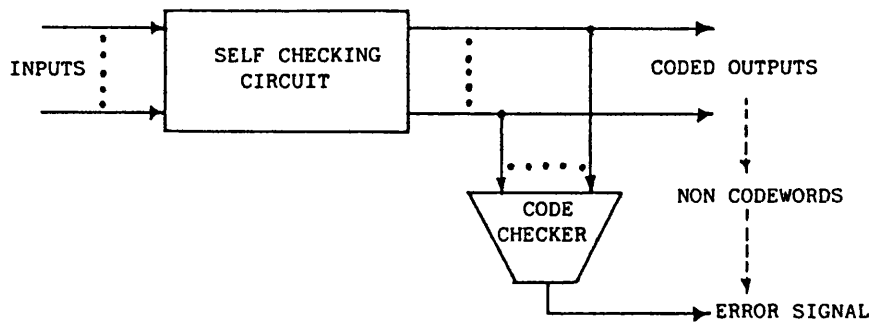 INPUTS
SELF CHECKING
CIRCUIT
CODED OUTPUTS
NON CODEWORDS
CODE
CHECKER
ERROR SIGNAL